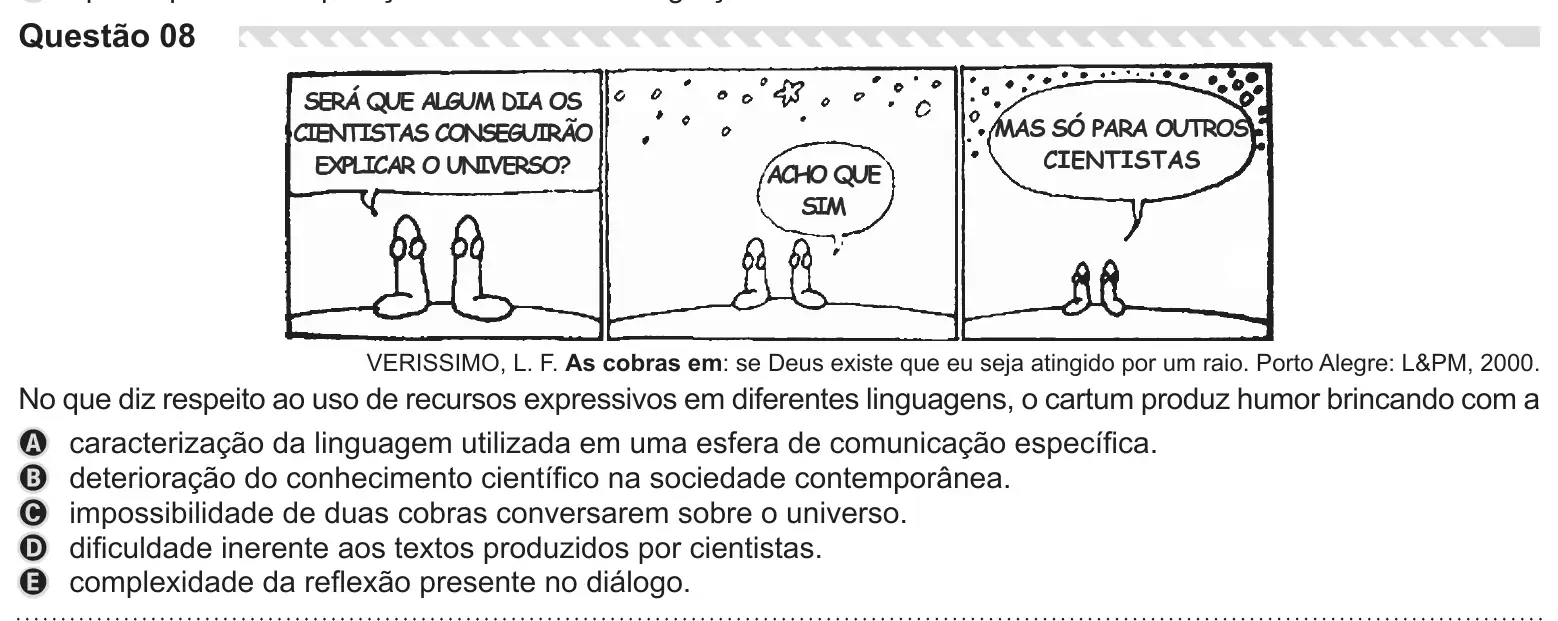 Questão 08
SERÁ QUE ALGUM DIA OS
CIENTISTAS CONSEGUIRÃO
EXPLICAR O UNIVERSO?
ACHO QUE
SIM
MAS SÓ PARA OUTROS
CIENTISTAS
VERISSIMO, L. F. As cobras em: se Deus existe que eu seja atingido por um raio. Porto Alegre: L&PM, 2000.
No que diz respeito ao uso de recursos expressivos em diferentes linguagens, o cartum produz humor brincando com a
A caracterização da linguagem utilizada em uma esfera de comunicação específica.
B deterioração do conhecimento científico na sociedade contemporânea.
C impossibilidade de duas cobras conversarem sobre o universo.
D dificuldade inerente aos textos produzidos por cientistas.
E complexidade da reflexão presente no diálogo.